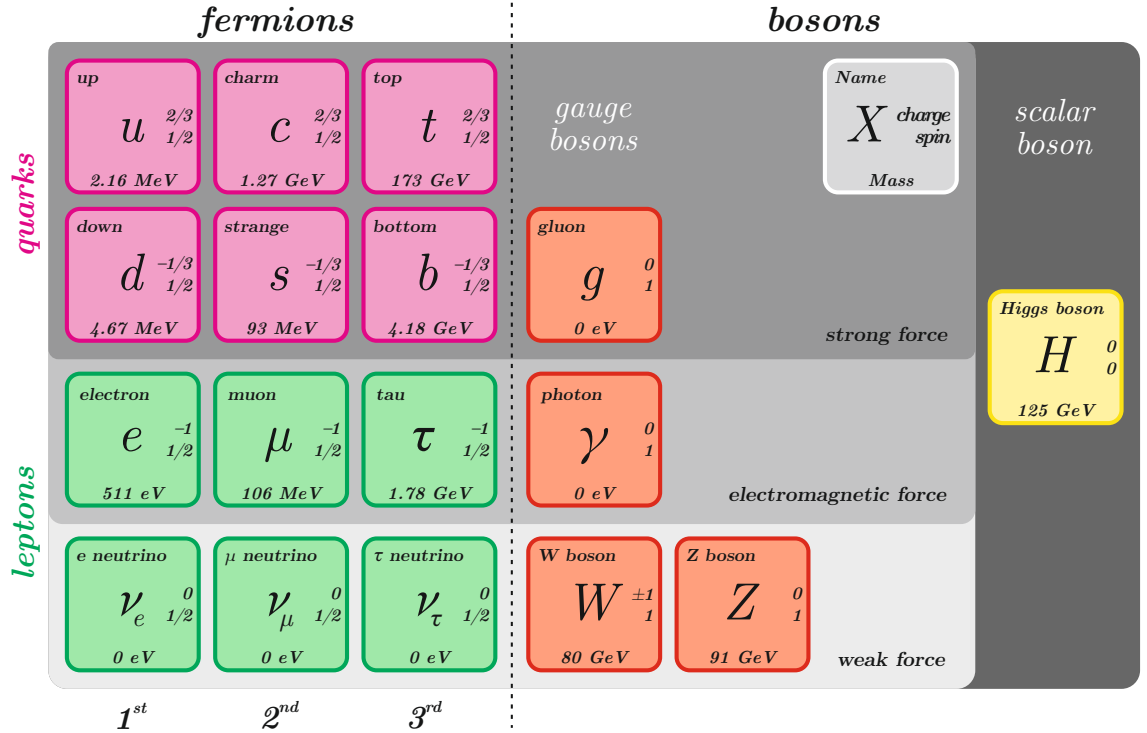 fermions
bosons
quarks
leptons
up
u 2/3
1/2
2.16 MeV
charm
c 2/3
1/2
1.27 GeV
top
t 2/3
1/2
173 GeV
gauge
bosons
Name
X charge
spin
Mass
scalar
boson
down
d −1/3
1/2
4.67 MeV
strange
s −1/3
1/2
93 MeV
bottom
b −1/3
1/2
4.18 GeV
gluon
g 0
1
0 eV
strong force
Higgs boson
H 0
0
125 GeV
electron
e −1
1/2
511 eV
muon
μ −1
1/2
106 MeV
tau
τ −1
1/2
1.78 GeV
photon
γ 0
1
0 eV
electromagnetic force
e neutrino
νe 0
1/2
0 eV
μ neutrino
νμ 0
1/2
0 eV
τ neutrino
ντ 0
1/2
0 eV
W boson
W ±1
1
80 GeV
Z boson
Z 0
1
91 GeV
weak force
1st
2nd
3rd